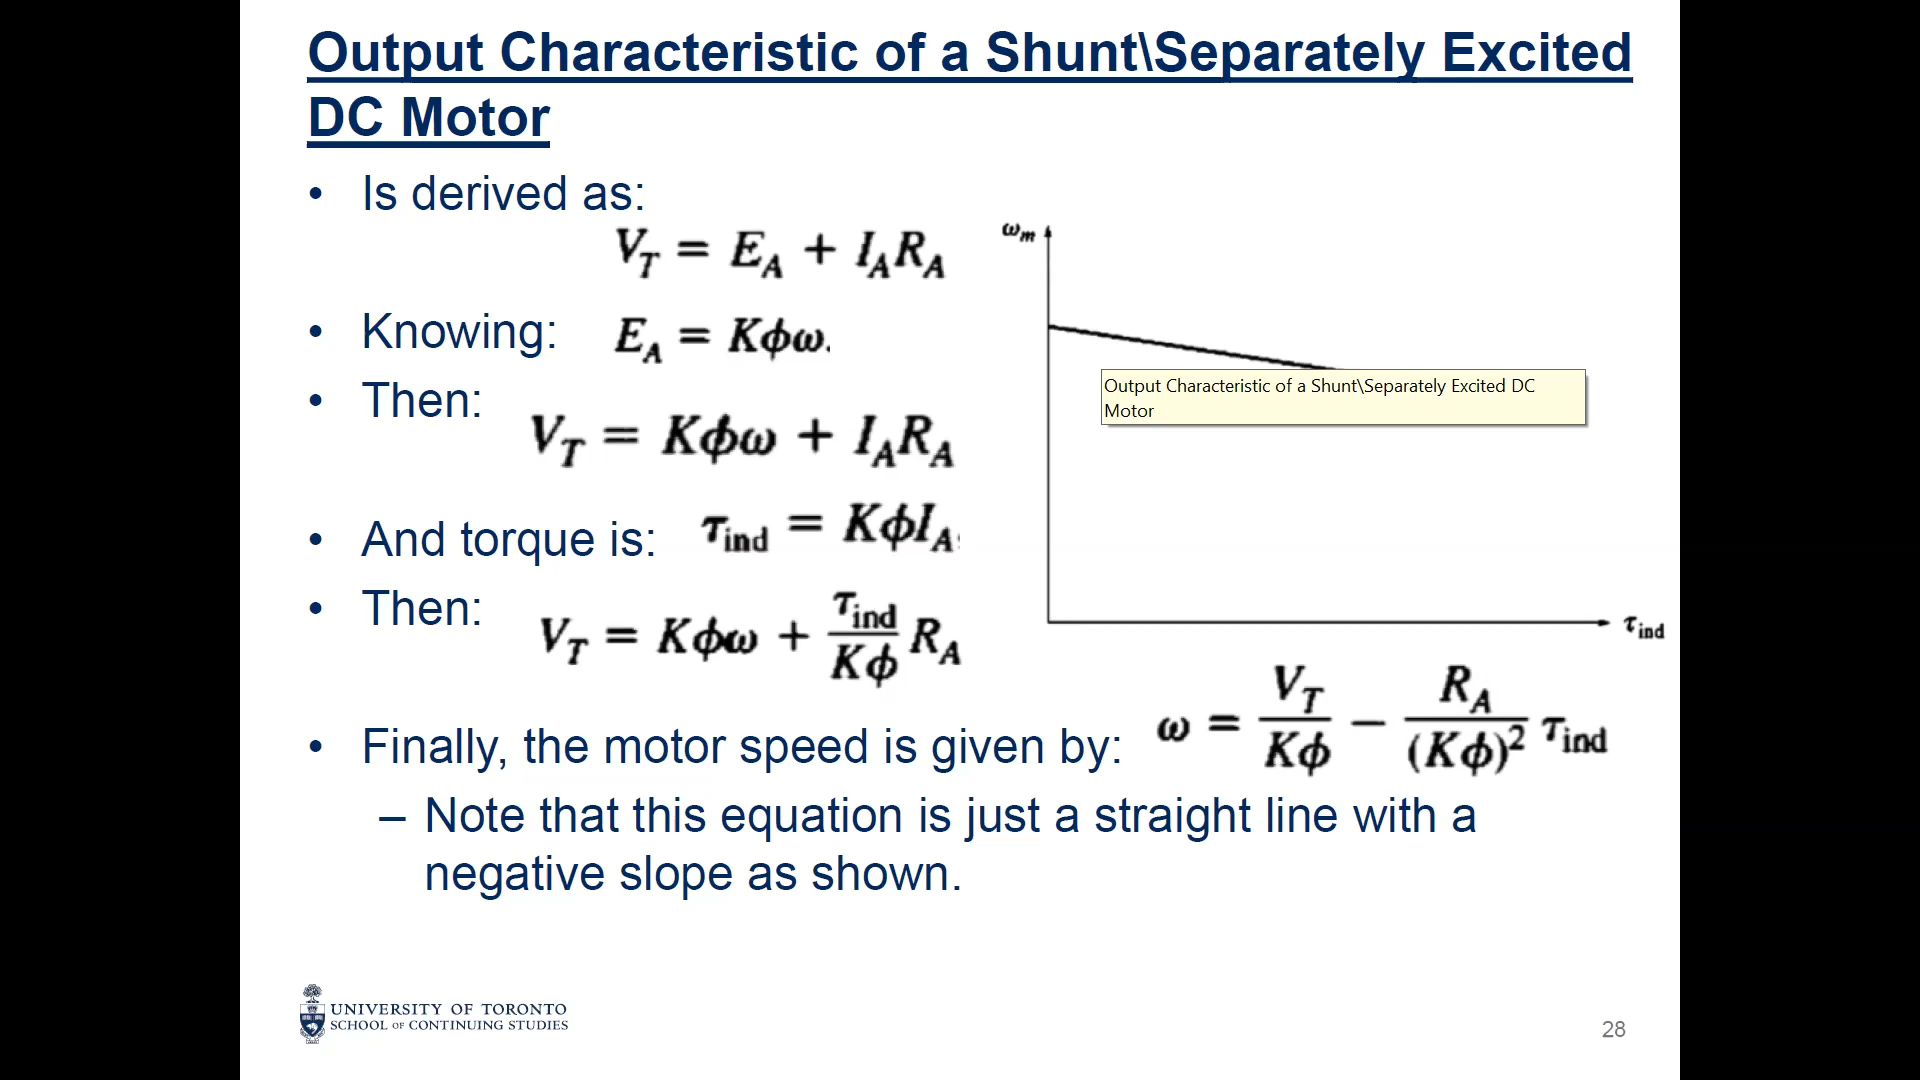 Output Characteristic of a Shunt\Separately Excited
DC Motor
• Is derived as:
V_T = E_A + I_A R_A
• Knowing:
E_A = Kϕω.
• Then:
V_T = Kϕω + I_A R_A
• And torque is:
τ_ind = KϕI_A,
• Then:
V_T = Kϕω + τ_ind/Kϕ R_A
ω_m
Output Characteristic of a Shunt\Separately Excited DC
Motor
τ_ind
• Finally, the motor speed is given by:
ω = V_T/Kϕ − R_A/(Kϕ)² τ_ind
– Note that this equation is just a straight line with a
negative slope as shown.
UNIVERSITY OF TORONTO
SCHOOL OF CONTINUING STUDIES
28